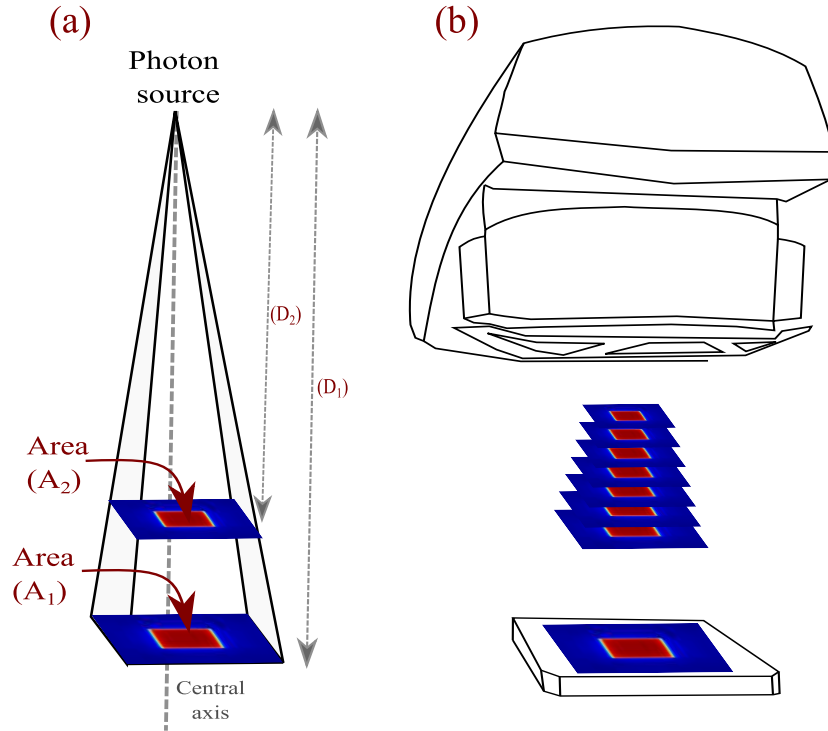 (a)
Photon
source
(D₂)
(D₁)
Area
(A₂)
Area
(A₁)
Central
axis
(b)